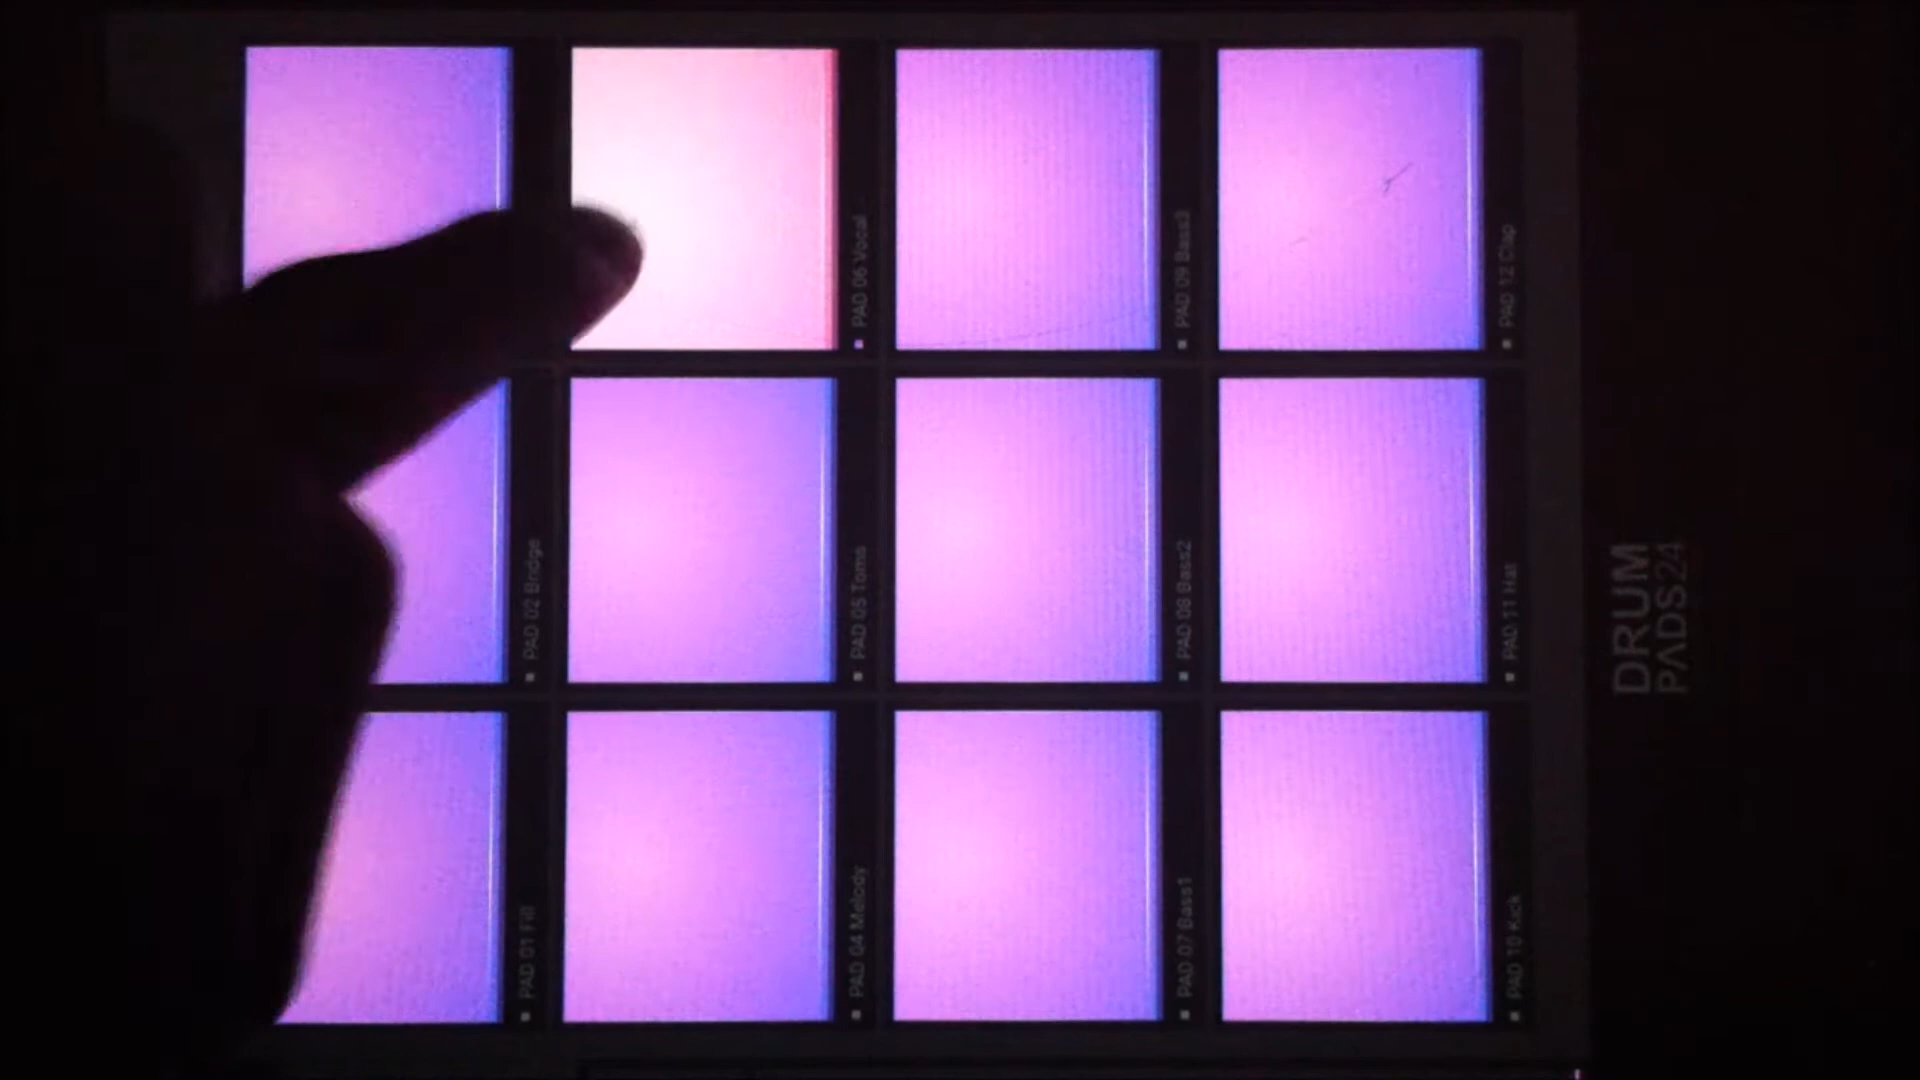 PAD 06 Vocal
PAD 09 Bass3
PAD 12 Clap
PAD 02 Bridge
PAD 05 Toms
PAD 08 Bass2
PAD 11 Hat
PAD 01 Fill
PAD 04 Melody
PAD 07 Bass1
PAD 10 Kick
DRUM
PADS24